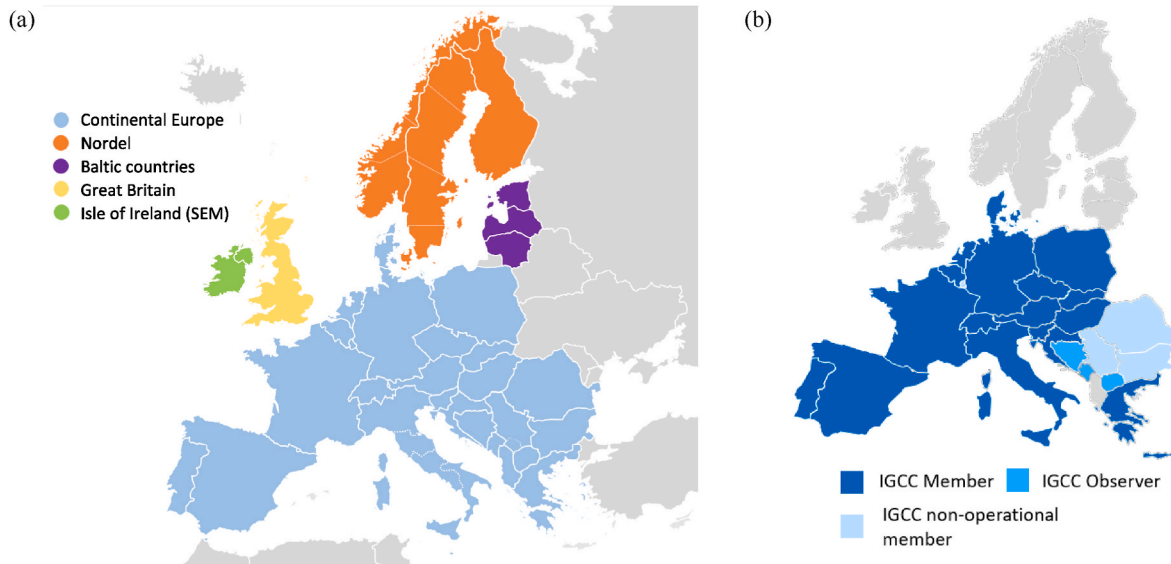 (a)
Continental Europe
Nordel
Baltic countries
Great Britain
Isle of Ireland (SEM)
(b)
IGCC Member
IGCC Observer
IGCC non-operational
member